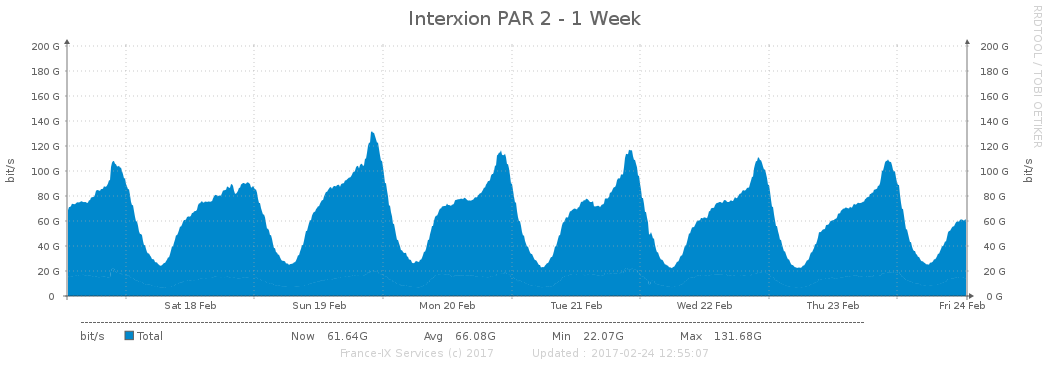 Interxion PAR 2 - 1 Week
RRDTOOL / TOBI OETIKER
bit/s
200 G 200 G
180 G 180 G
160 G 160 G
140 G 140 G
120 G 120 G
100 G 100 G
80 G 80 G
60 G 60 G
40 G 40 G
20 G 20 G
0 0 G
bit/s
Sat 18 Feb Sun 19 Feb Mon 20 Feb Tue 21 Feb Wed 22 Feb Thu 23 Feb Fri 24 Feb
bit/s Total Now 61.64G Avg 66.08G Min 22.07G Max 131.68G
France-IX Services (c) 2017 Updated : 2017-02-24 12:55:07